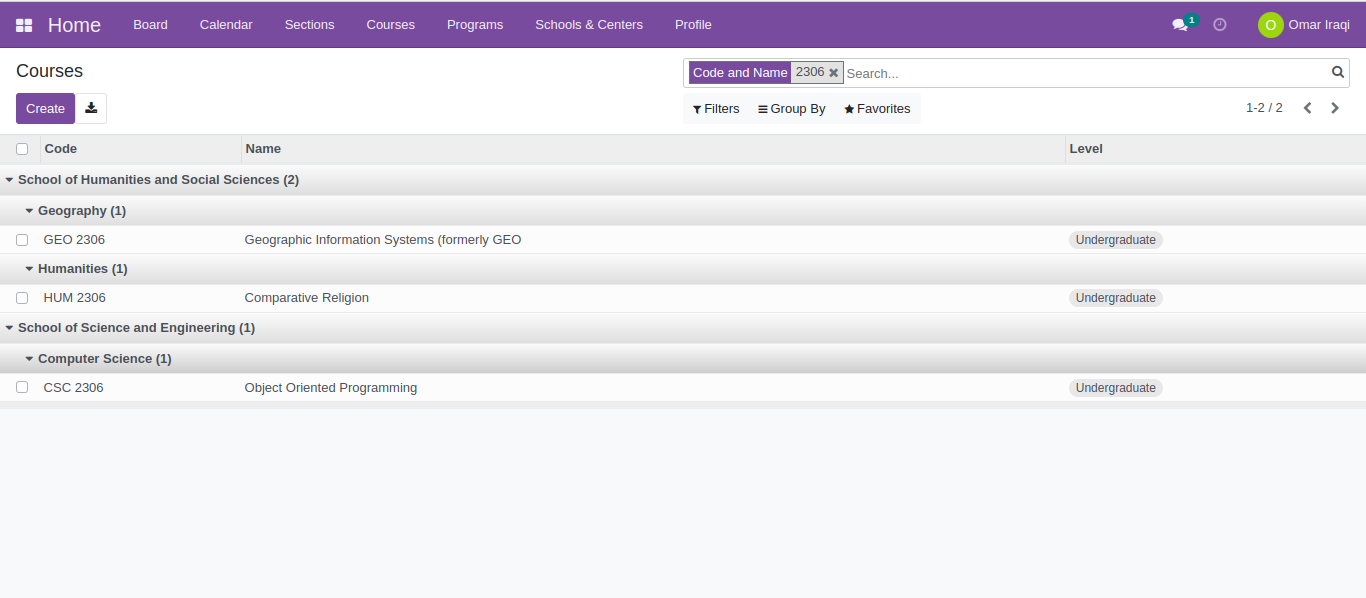 Home Board Calendar Sections Courses Programs Schools & Centers Profile 1 O Omar Iraqi
Courses
Code and Name 2306 Search...
Create
Filters Group By Favorites 1-2 / 2
Code Name Level
School of Humanities and Social Sciences (2)
Geography (1)
GEO 2306 Geographic Information Systems (formerly GEO Undergraduate
Humanities (1)
HUM 2306 Comparative Religion Undergraduate
School of Science and Engineering (1)
Computer Science (1)
CSC 2306 Object Oriented Programming Undergraduate